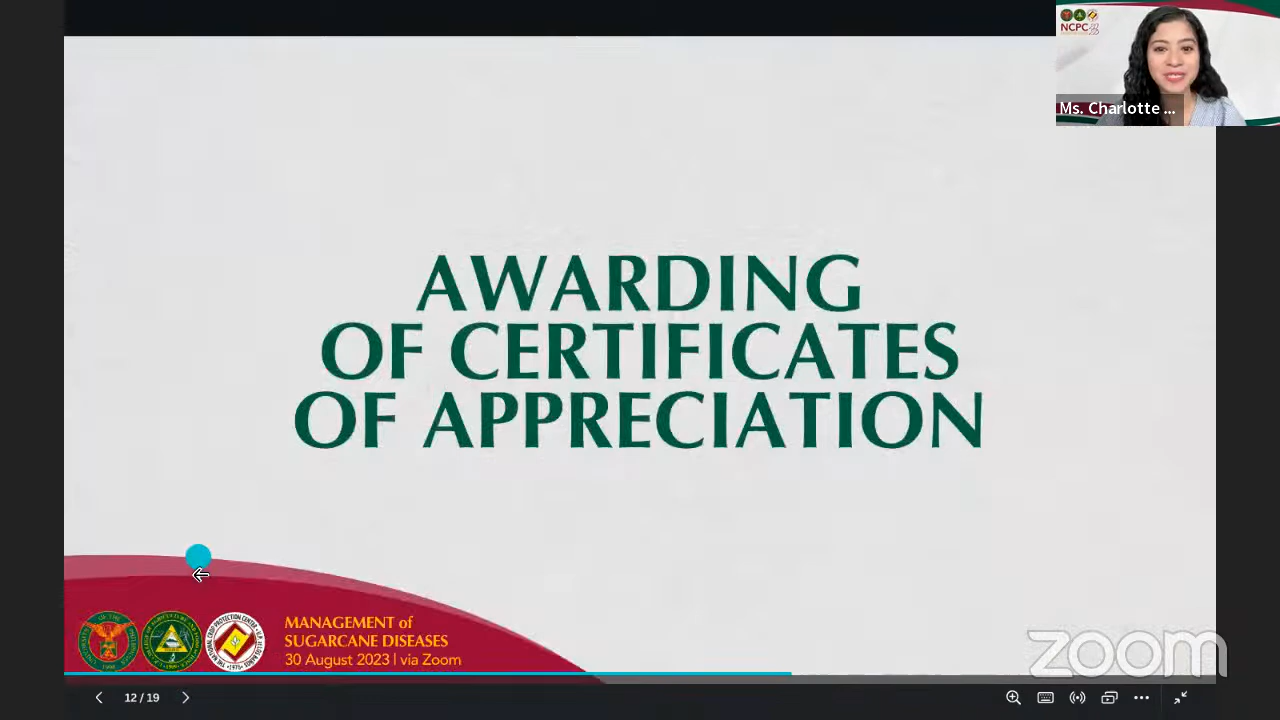 NCPC
Ms. Charlotte ...
AWARDING
OF CERTIFICATES
OF APPRECIATION
MANAGEMENT of
SUGARCANE DISEASES
30 August 2023 | via Zoom
zoom
12 / 19